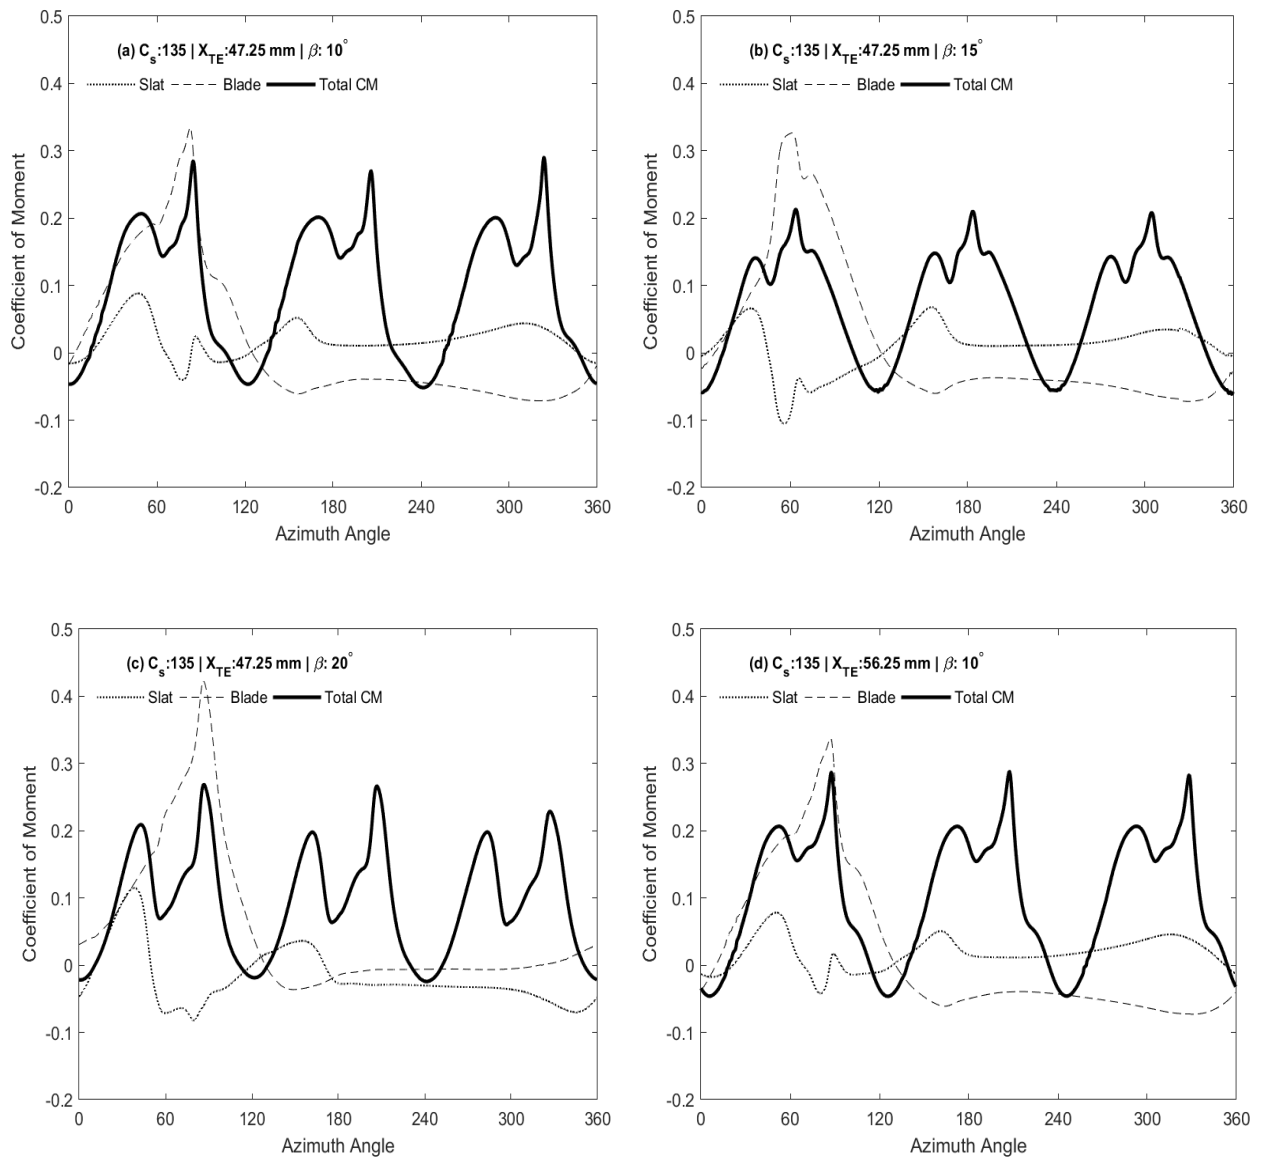 (a) Cs:135 | XTE:47.25 mm | β: 10°
Slat Blade Total CM
Coefficient of Moment
0.5
0.4
0.3
0.2
0.1
0
-0.1
-0.2
0 60 120 180 240 300 360
Azimuth Angle
(b) Cs:135 | XTE:47.25 mm | β: 15°
Slat Blade Total CM
Coefficient of Moment
0.5
0.4
0.3
0.2
0.1
0
-0.1
-0.2
0 60 120 180 240 300 360
Azimuth Angle
(c) Cs:135 | XTE:47.25 mm | β: 20°
Slat Blade Total CM
Coefficient of Moment
0.5
0.4
0.3
0.2
0.1
0
-0.1
-0.2
0 60 120 180 240 300 360
Azimuth Angle
(d) Cs:135 | XTE:56.25 mm | β: 10°
Slat Blade Total CM
Coefficient of Moment
0.5
0.4
0.3
0.2
0.1
0
-0.1
-0.2
0 60 120 180 240 300 360
Azimuth Angle